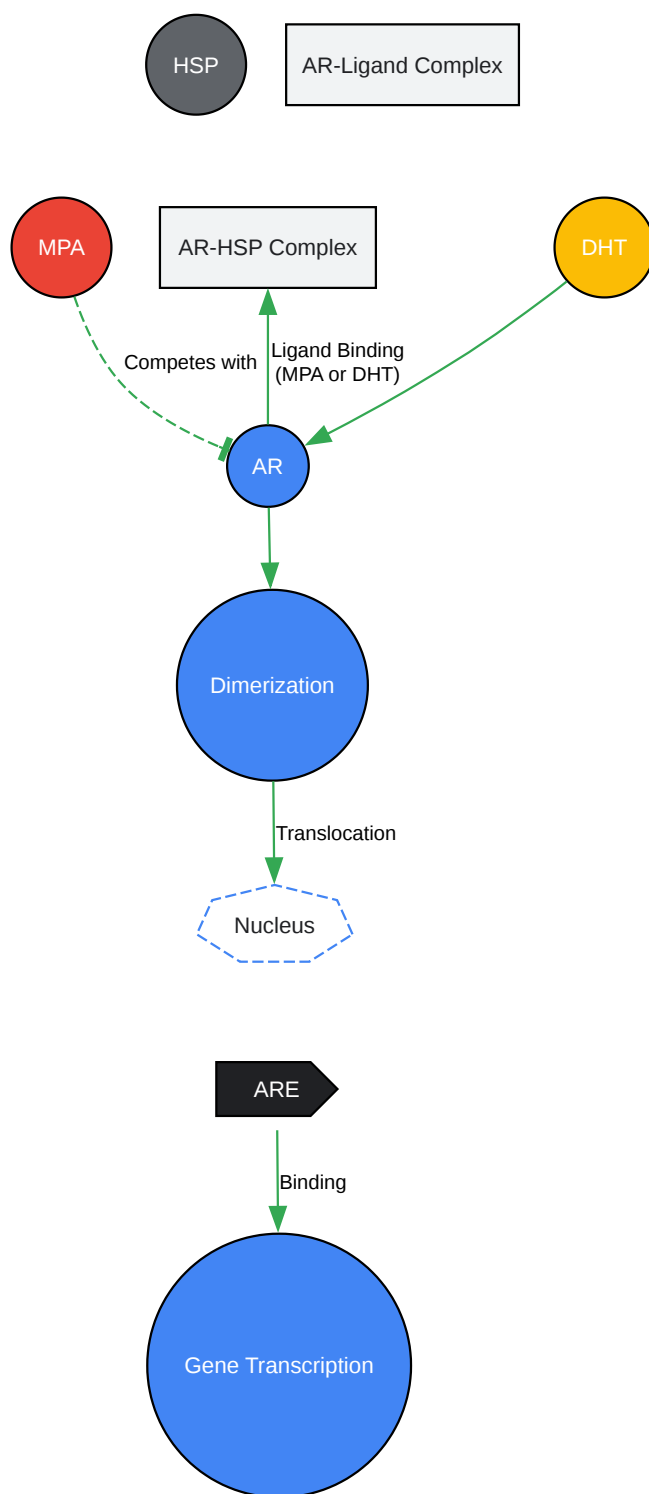 HSP
AR-Ligand Complex
MPA
AR-HSP Complex
DHT
Competes with
Ligand Binding
(MPA or DHT)
AR
Dimerization
Translocation
Nucleus
ARE
Binding
Gene Transcription